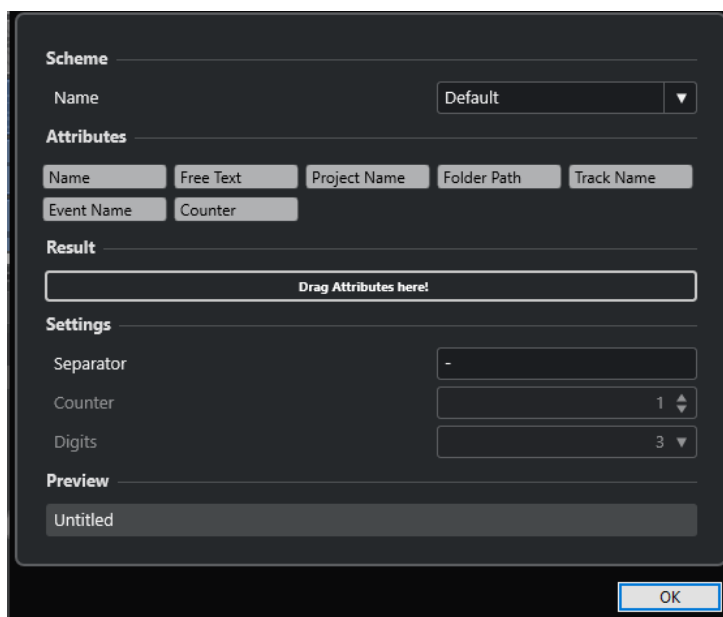 Scheme
Name Default
Attributes
Name Free Text Project Name Folder Path Track Name
Event Name Counter
Result
Drag Attributes here!
Settings
Separator -
Counter 1
Digits 3
Preview
Untitled
OK